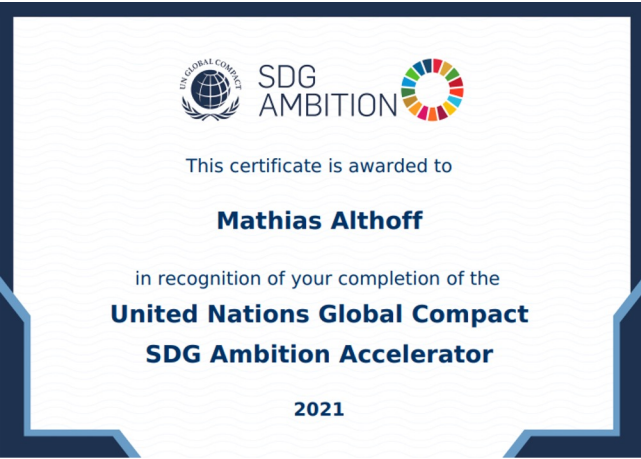 UN GLOBAL COMPACT
SDG
AMBITION
This certificate is awarded to
Mathias Althoff
in recognition of your completion of the
United Nations Global Compact
SDG Ambition Accelerator
2021